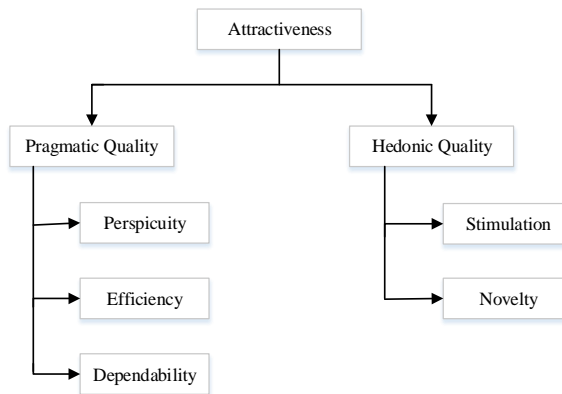 Attractiveness
Pragmatic Quality
Hedonic Quality
Perspicuity
Stimulation
Efficiency
Novelty
Dependability